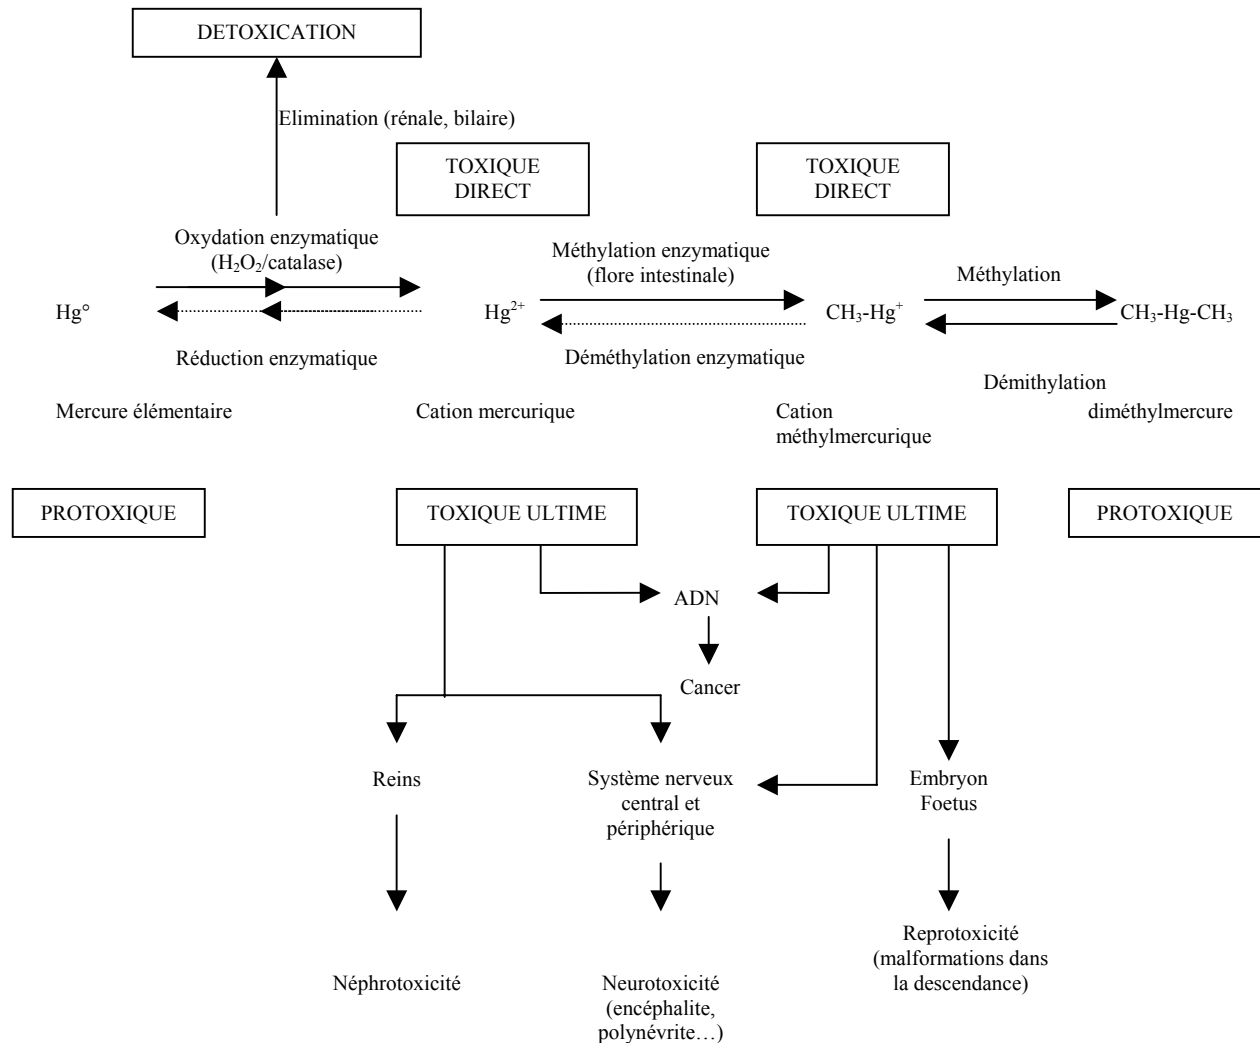 DETOXICATION
Elimination (rénale, bilaire)
TOXIQUE
DIRECT
TOXIQUE
DIRECT
Oxydation enzymatique
(H₂O₂/catalase)
Méthylation enzymatique
(flore intestinale)
Méthylation
Hg°
Hg²⁺
CH₃-Hg⁺
CH₃-Hg-CH₃
Réduction enzymatique
Déméthylation enzymatique
Démithylation
Mercure élémentaire
Cation mercurique
Cation
méthylmercurique
diméthylmercure
PROTOXIQUE
TOXIQUE ULTIME
TOXIQUE ULTIME
PROTOXIQUE
ADN
Cancer
Reins
Système nerveux
central et
périphérique
Embryon
Foetus
Néphrotoxicité
Neurotoxicité
(encéphalite,
polynévrite…)
Reprotoxicité
(malformations dans
la descendance)